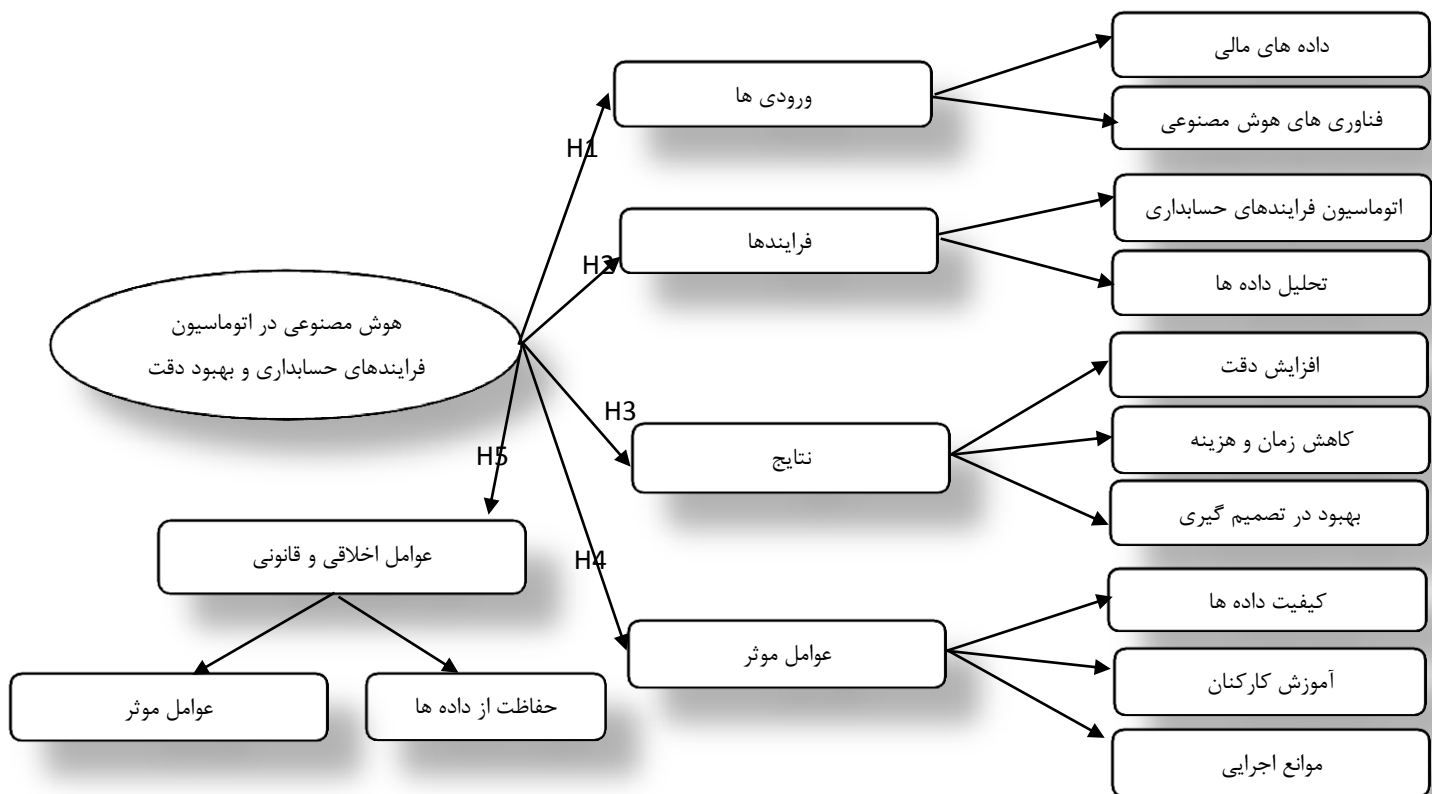 داده های مالی
ورودی ها
فناوری های هوش مصنوعی
H1
اتوماسیون فرایندهای حسابداری
فرایندها
H2
تحلیل داده ها
هوش مصنوعی در اتوماسیون
فرایندهای حسابداری و بهبود دقت
افزایش دقت
H3
کاهش زمان و هزینه
نتایج
H5
بهبود در تصمیم گیری
عوامل اخلاقی و قانونی
H4
کیفیت داده ها
عوامل موثر
آموزش کارکنان
حفاظت از داده ها
عوامل موثر
موانع اجرایی